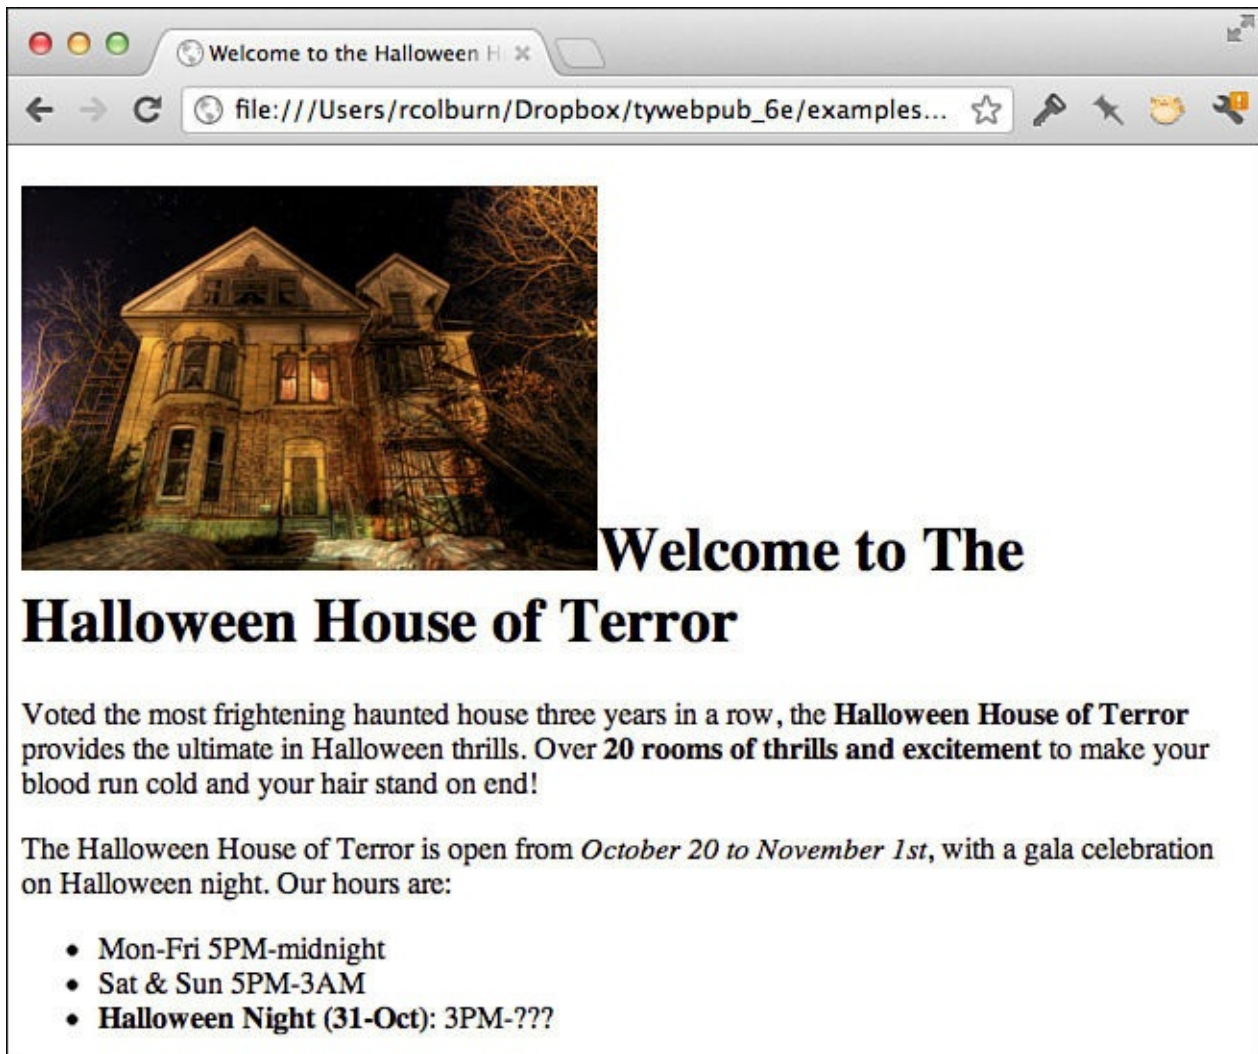 Welcome to the Halloween H
file:///Users/rcolburn/Dropbox/tywebpub_6e/examples...
Welcome to The
Halloween House of Terror
Voted the most frightening haunted house three years in a row, the Halloween House of Terror
provides the ultimate in Halloween thrills. Over 20 rooms of thrills and excitement to make your
blood run cold and your hair stand on end!
The Halloween House of Terror is open from October 20 to November 1st, with a gala celebration
on Halloween night. Our hours are:
• Mon-Fri 5PM-midnight
• Sat & Sun 5PM-3AM
• Halloween Night (31-Oct): 3PM-???